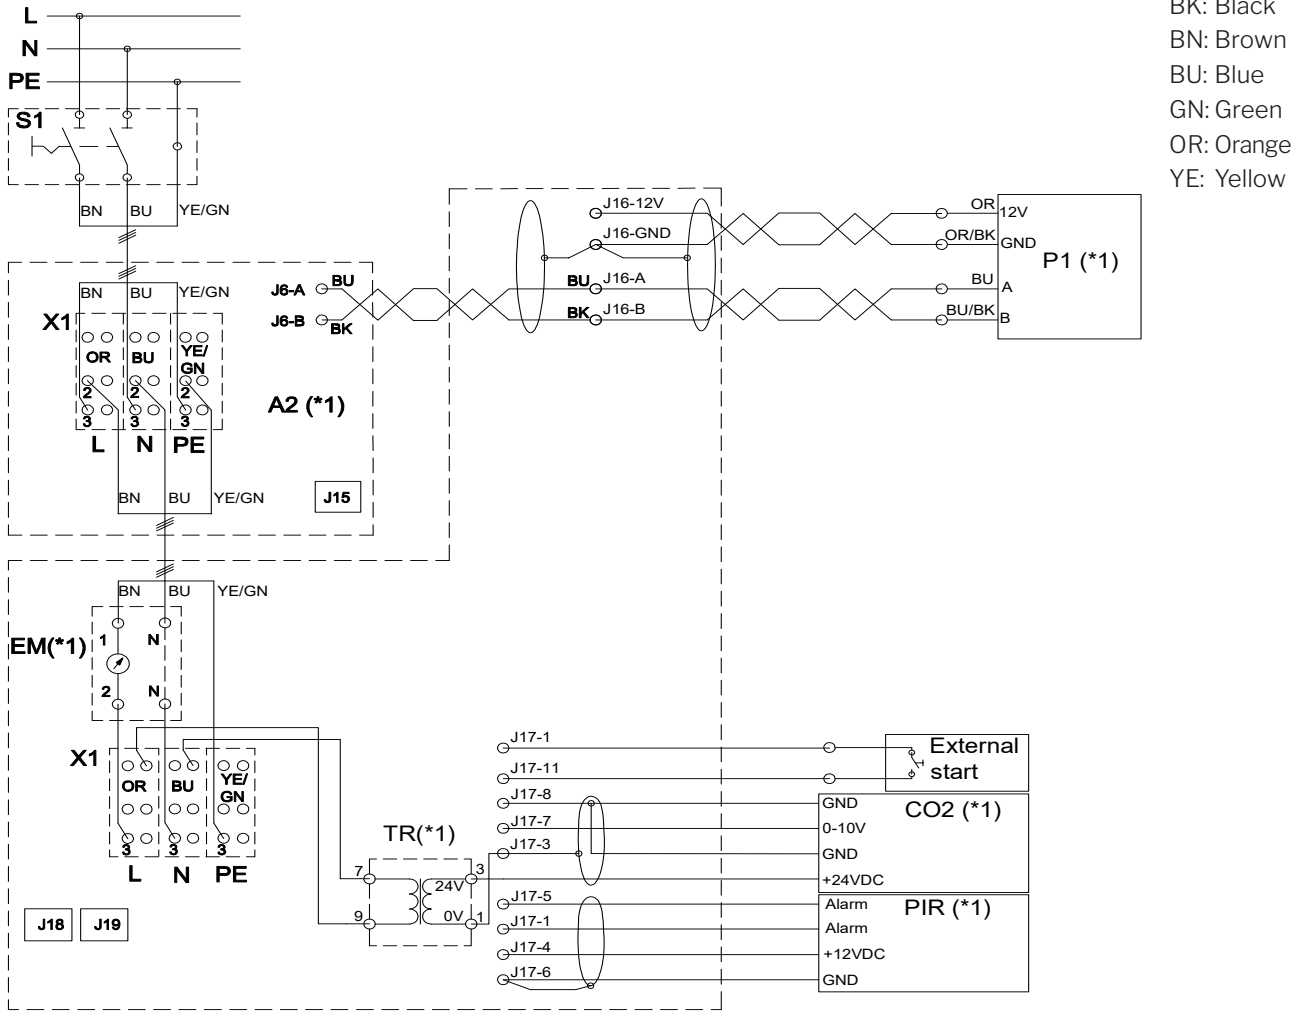 L
N
PE
S1
BN BU YE/GN
BK: Black
BN: Brown
BU: Blue
GN: Green
OR: Orange
YE: Yellow
J16-12V
J16-GND
BU J16-A
BK J16-B
OR 12V
OR/BK GND
BU A
BU/BK B
P1 (*1)
BN BU YE/GN
J6-A BU
J6-B BK
X1
OR BU YE/
GN
2 2 2
3 3 3
L N PE
A2 (*1)
BN BU YE/GN
J15
BN BU YE/GN
EM(*1)
1 N
2 N
X1
OR BU YE/
GN
3 3 3
L N PE
J18 J19
TR(*1)
7 24V 3
9 0V 1
J17-1
J17-11
J17-8
J17-7
J17-3
J17-5
J17-1
J17-4
J17-6
External
start
GND
CO2 (*1)
0-10V
GND
+24VDC
Alarm
PIR (*1)
Alarm
+12VDC
GND